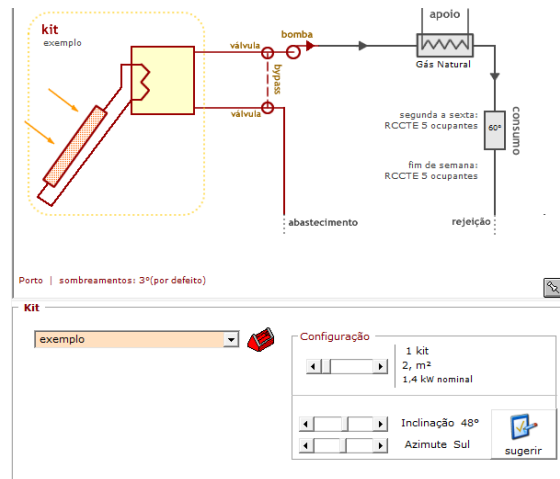 kit
exemplo
válvula
bomba
bypass
válvula
apoio
Gás Natural
segunda a sexta:
RCCTE 5 ocupantes
60°
consumo
fim de semana:
RCCTE 5 ocupantes
abastecimento
rejeição
Porto | sombreamentos: 3°(por defeito)
Kit
exemplo
Configuração
1 kit
2, m²
1,4 kW nominal
Inclinação 48°
Azimute Sul
sugerir